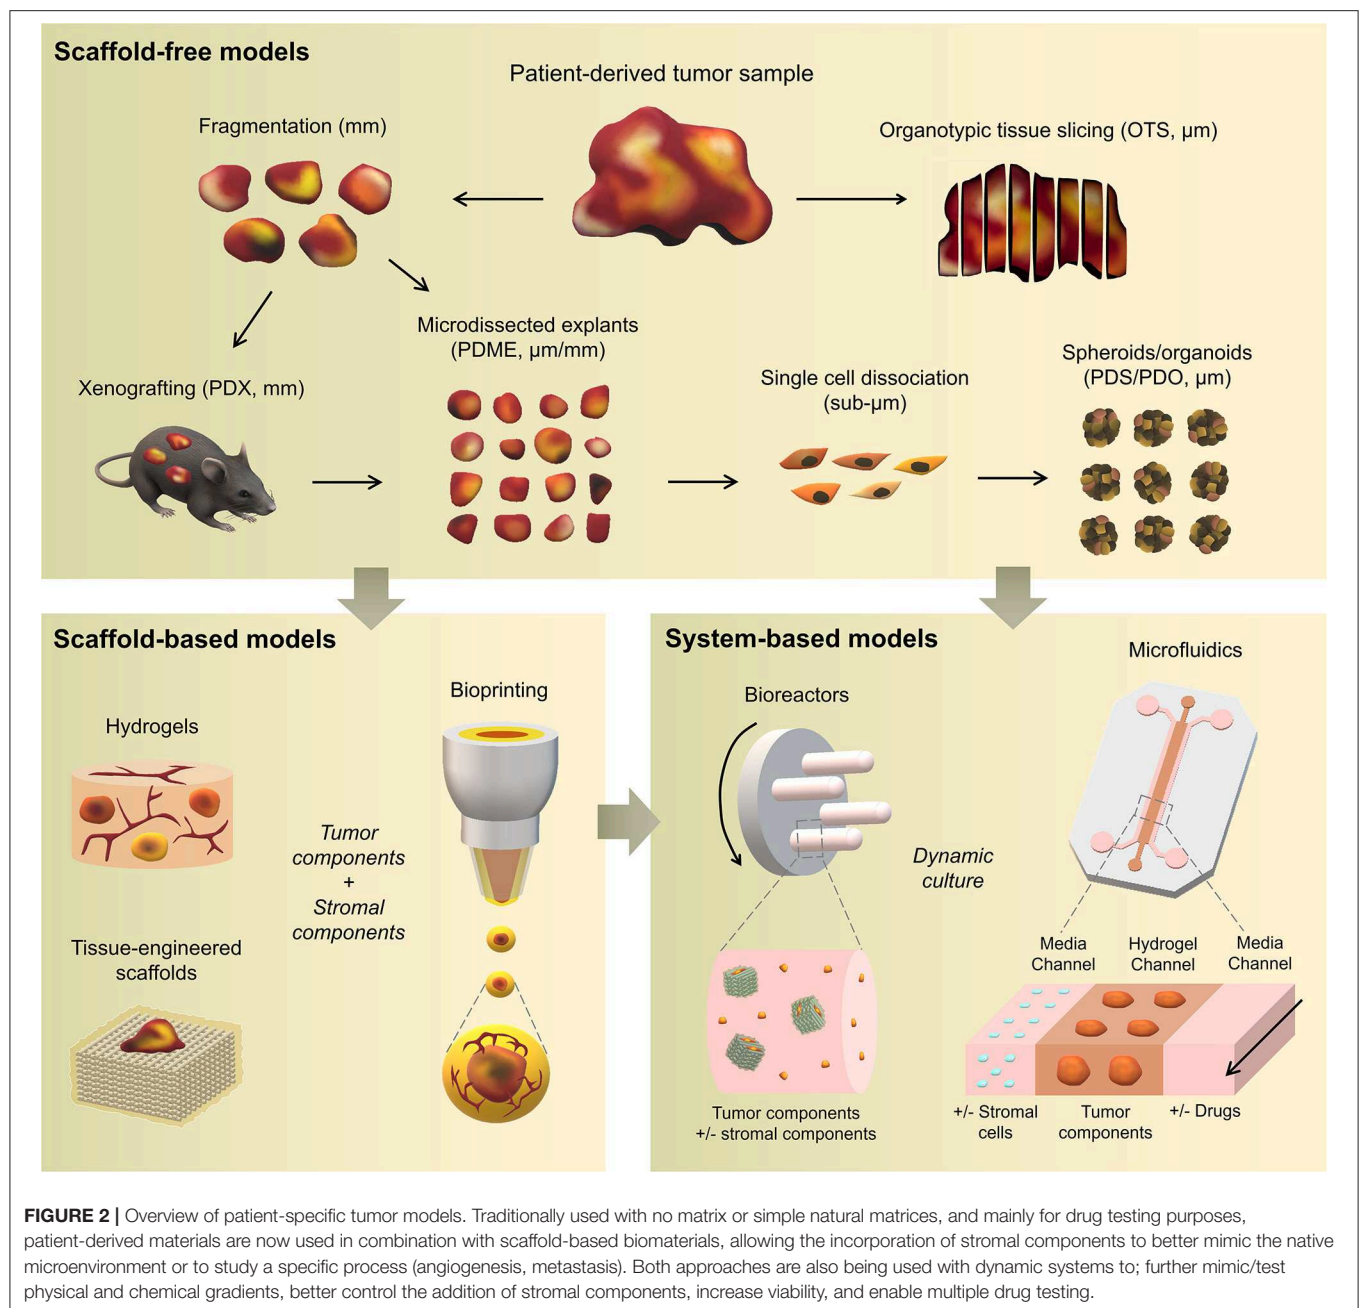 Scaffold-free models
Patient-derived tumor sample
Fragmentation (mm)
Organotypic tissue slicing (OTS, µm)
Microdissected explants
(PDME, µm/mm)
Xenografting (PDX, mm)
Single cell dissociation
(sub-µm)
Spheroids/organoids
(PDS/PDO, µm)
Scaffold-based models
Hydrogels
Bioprinting
Tumor
components
+
Stromal
components
Tissue-engineered
scaffolds
System-based models
Bioreactors
Microfluidics
Dynamic
culture
Media
Channel
Hydrogel
Channel
Media
Channel
Tumor components
+/- stromal components
+/- Stromal
cells
Tumor
components
+/- Drugs
FIGURE 2 | Overview of patient-specific tumor models. Traditionally used with no matrix or simple natural matrices, and mainly for drug testing purposes,
patient-derived materials are now used in combination with scaffold-based biomaterials, allowing the incorporation of stromal components to better mimic the native
microenvironment or to study a specific process (angiogenesis, metastasis). Both approaches are also being used with dynamic systems to; further mimic/test
physical and chemical gradients, better control the addition of stromal components, increase viability, and enable multiple drug testing.